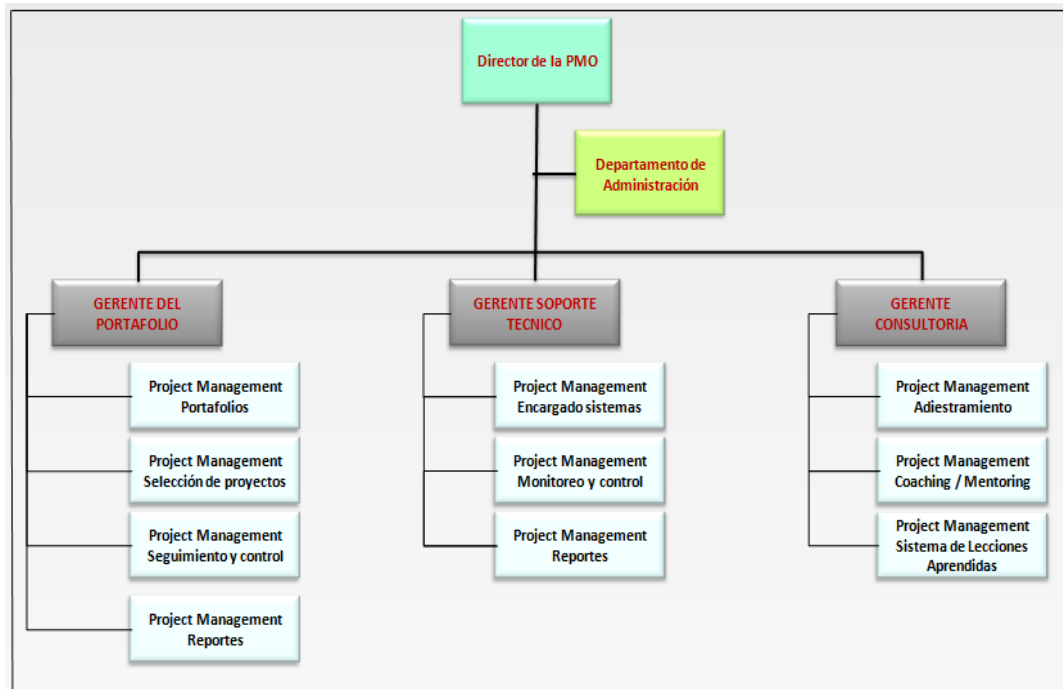 Director de la PMO
Departamento de
Administración
GERENTE DEL
PORTAFOLIO
Project Management
Portafolios
Project Management
Selección de proyectos
Project Management
Seguimiento y control
Project Management
Reportes
GERENTE SOPORTE
TECNICO
Project Management
Encargado sistemas
Project Management
Monitoreo y control
Project Management
Reportes
GERENTE
CONSULTORIA
Project Management
Adiestramiento
Project Management
Coaching / Mentoring
Project Management
Sistema de Lecciones
Aprendidas